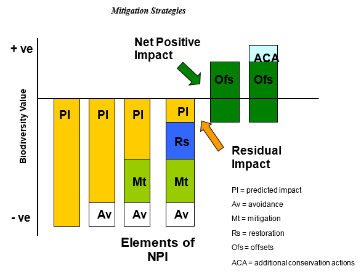 Mitigation Strategies
+ ve
Net Positive
Impact
ACA
Ofs
Ofs
Biodiversity Value
PI
PI
PI
PI
Rs
Mt
Mt
Av
Av
Av
- ve
Residual
Impact
PI = predicted impact
Av = avoidance
Mt = mitigation
Rs = restoration
Ofs = offsets
ACA = additional conservation actions
Elements of
NPI